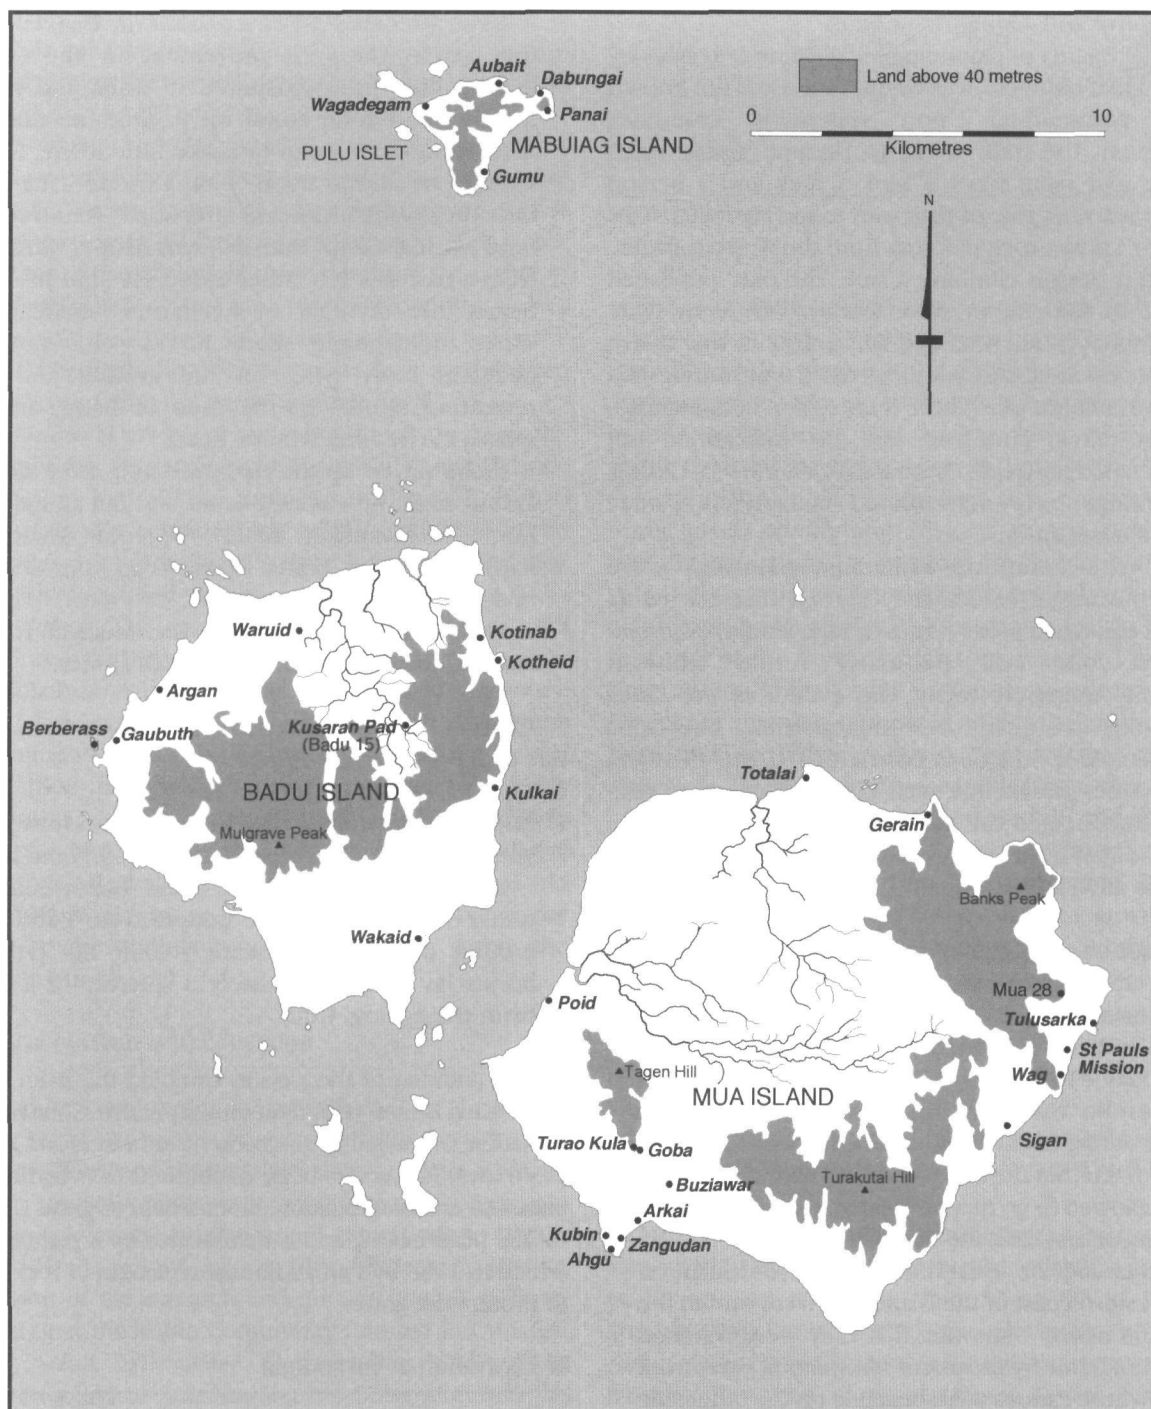 Aubait
Dabungai
Wagadegam
Panai
PULU ISLET
MABUIAG ISLAND
Gumu
Land above 40 metres
0 10
Kilometres
N
Waruid
Kotinab
Kotheid
Argan
Berberass
Gaubuth
Kusaran Pad
(Badu 15)
BADU ISLAND
Kulkai
Mulgrave Peak
Wakaid
Totalai
Gerain
Banks Peak
Mua 28
Poid
Tulusarka
St Pauls
Mission
Wag
Tagen Hill
MUA ISLAND
Sigan
Turao Kula
Goba
Turakutai Hill
Buziawar
Arkai
Kubin
Zangudan
Ahgu